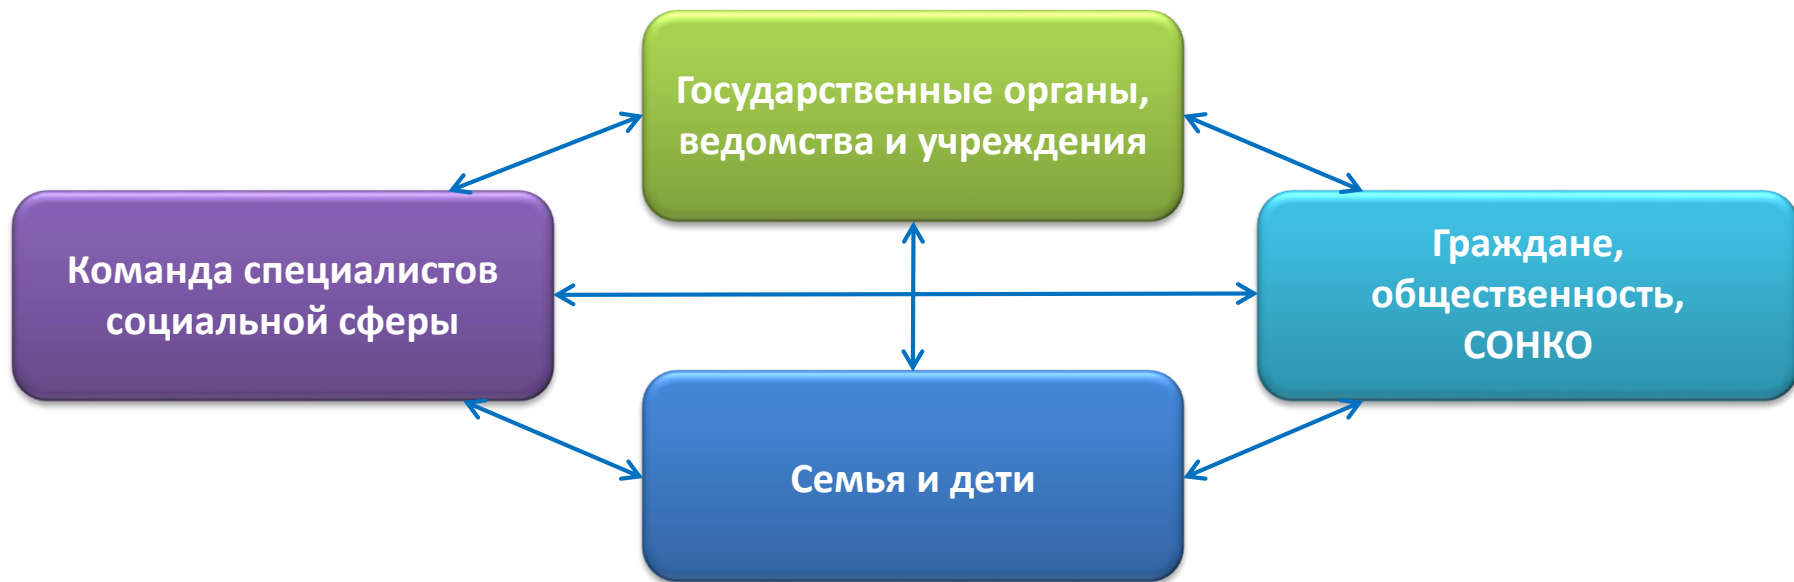 Государственные органы,
ведомства и учреждения
Команда специалистов
социальной сферы
Граждане,
общественность,
СОНКО
Семья и дети